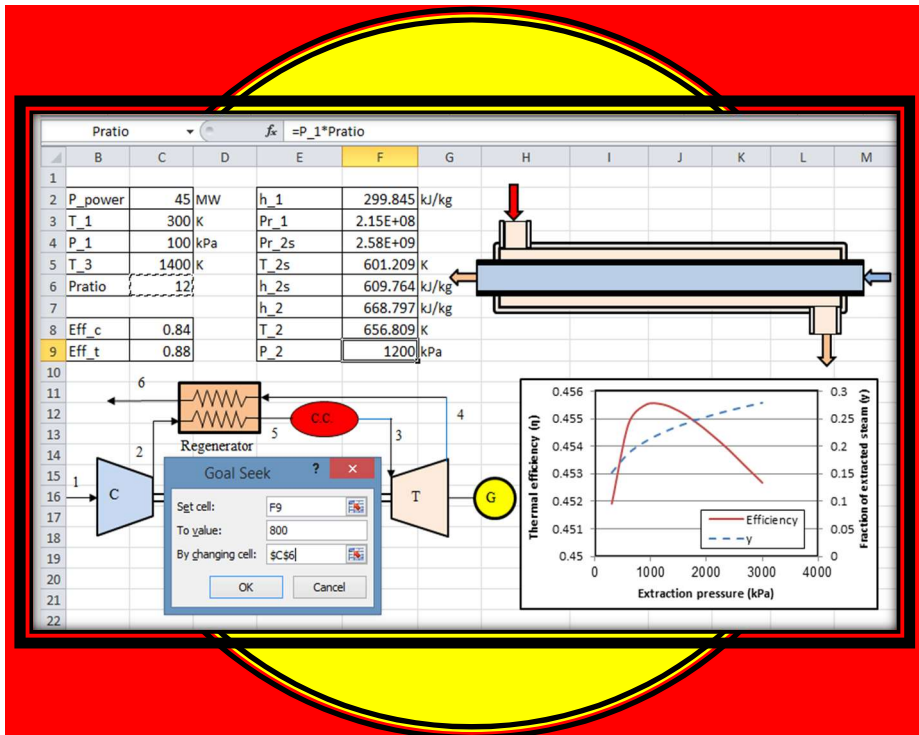 Pratio fx =P_1*Pratio
B C D E F G H I J K L M
1
2 P_power 45 MW h_1 299.845 kJ/kg
3 T_1 300 K Pr_1 2.15E+08
4 P_1 100 kPa Pr_2s 2.58E+09
5 T_3 1400 K T_2s 601.209 K
6 Pratio 12 h_2s 609.764 kJ/kg
7 h_2 668.797 kJ/kg
8 Eff_c 0.84 T_2 656.809 K
9 Eff_t 0.88 P_2 1200 kPa
10
11
12
13
14
15
16
17
18
19
20
21
22
6
C.C.
4
2
Regenerator
5
3
1
C
T
G
Goal Seek ? ×
Set cell: F9
To value: 800
By changing cell: $C$6
OK Cancel
Thermal efficiency (η)
0.456
0.455
0.454
0.453
0.452
0.451
0.45
0.3
0.25
0.2
0.15
0.1
0.05
0
Fraction of extracted steam (y)
Efficiency
y
0 1000 2000 3000 4000
Extraction pressure (kPa)